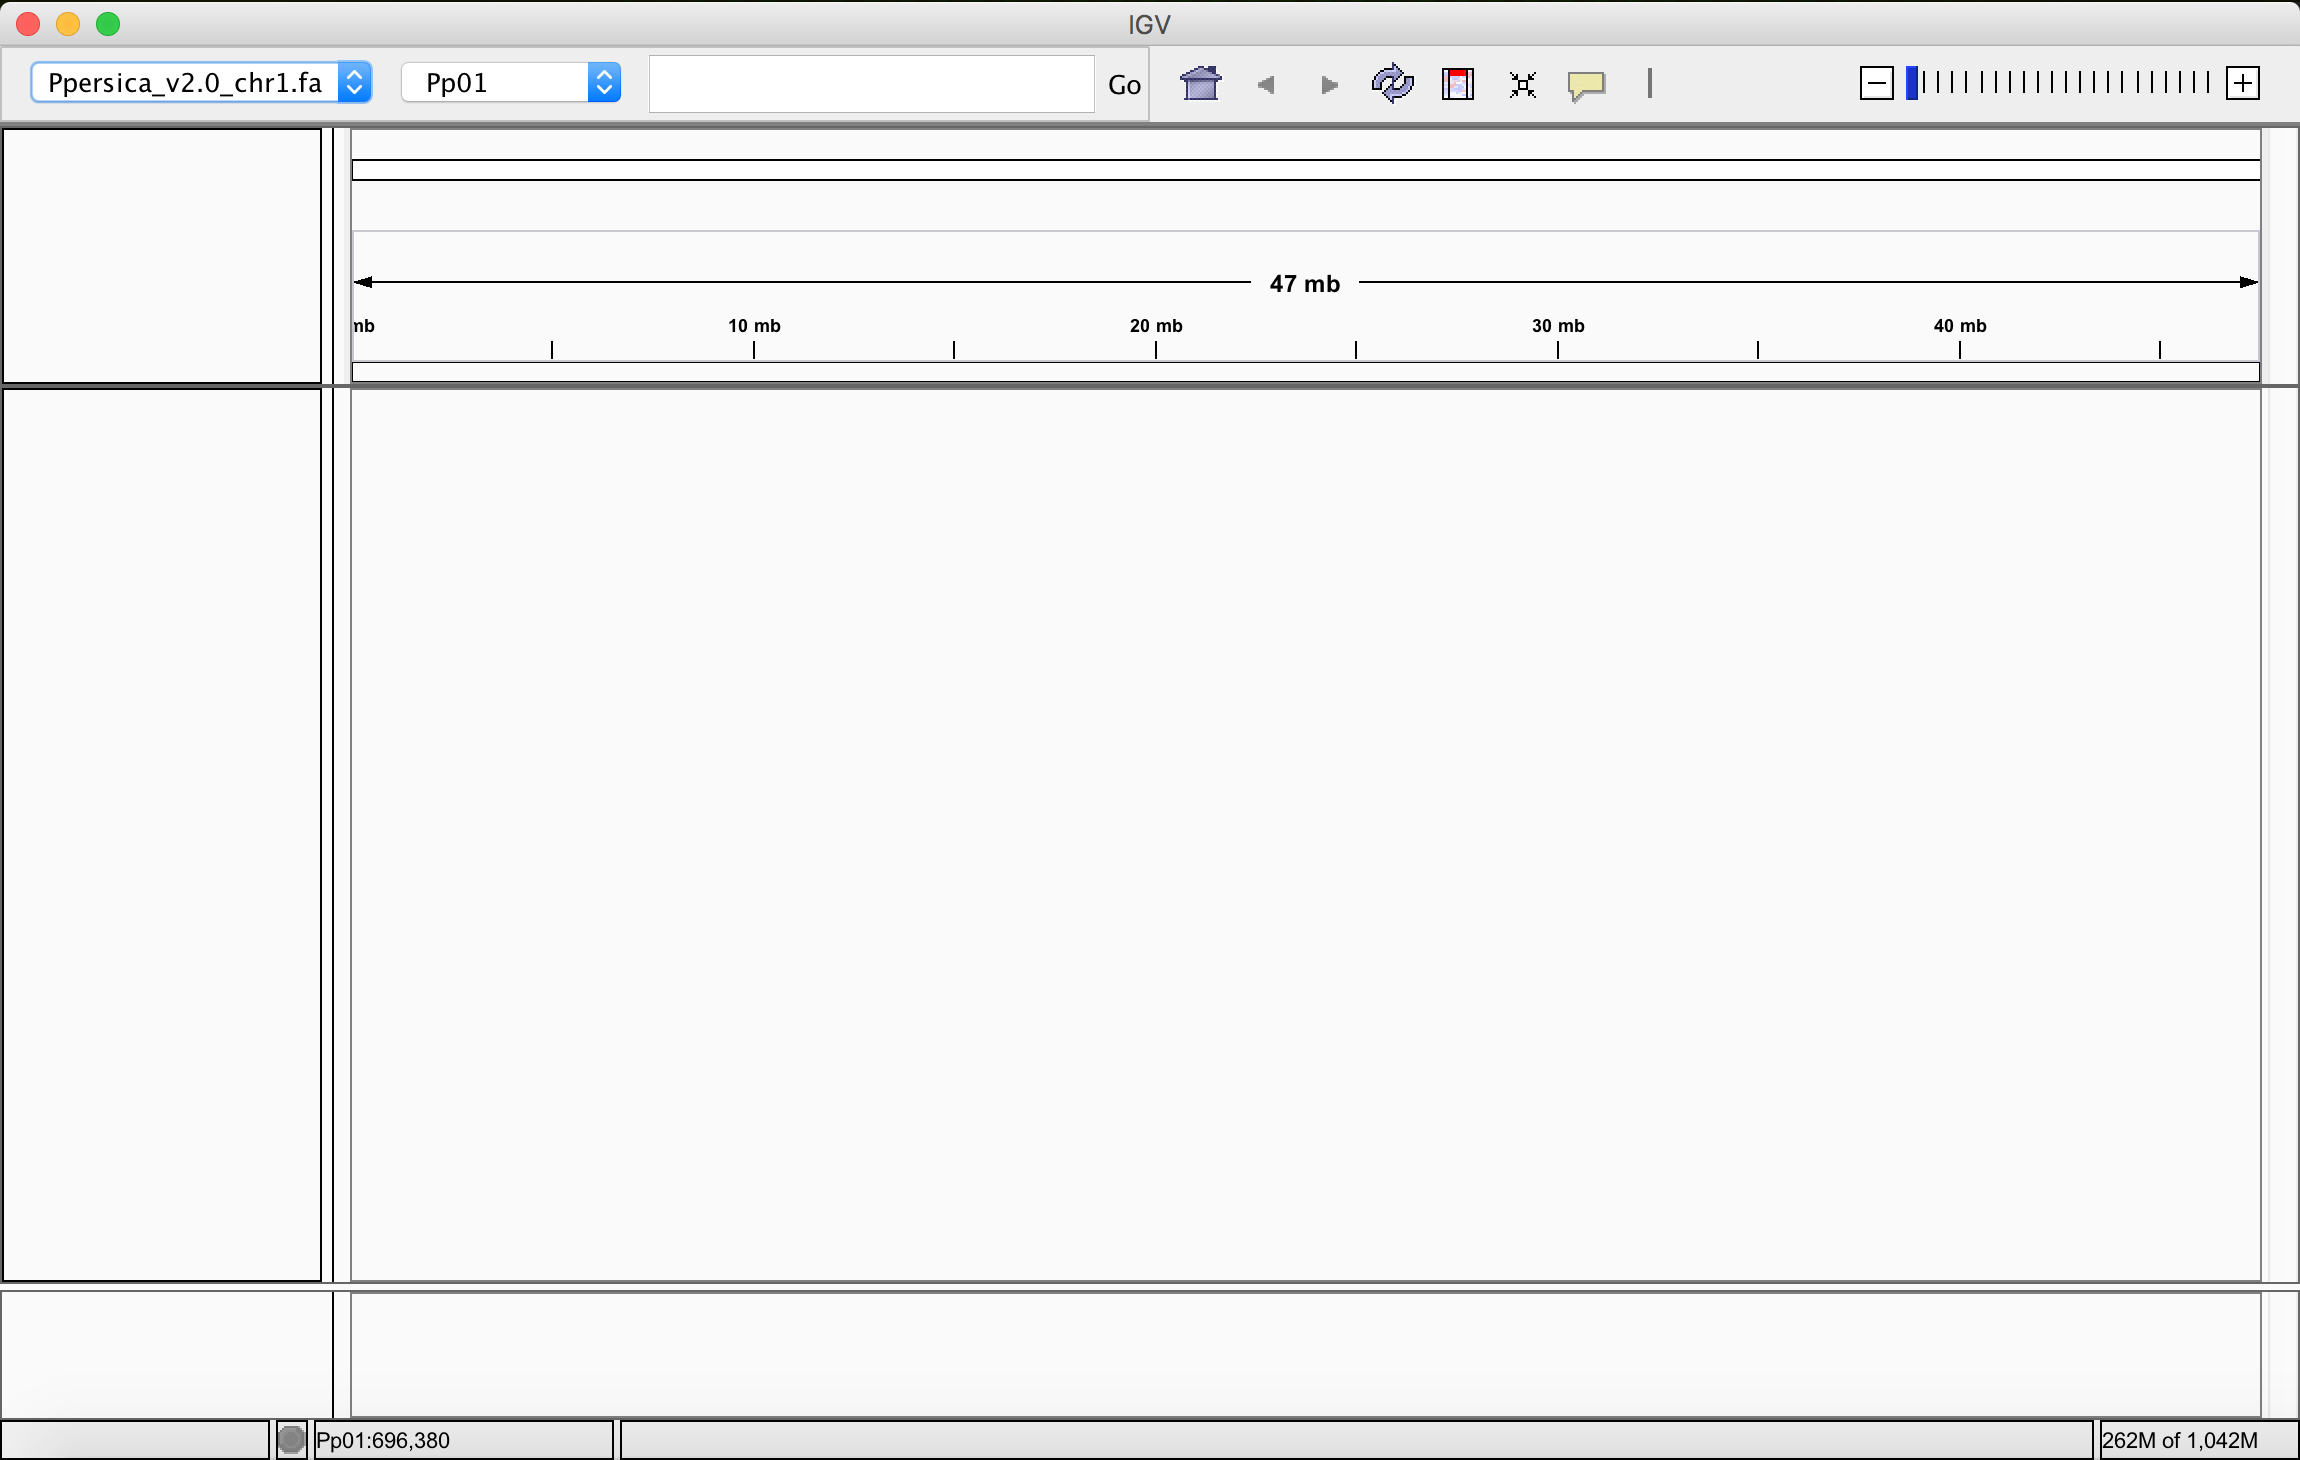 IGV
Ppersica_v2.0_chr1.fa Pp01 Go
47 mb
mb 10 mb 20 mb 30 mb 40 mb
Pp01:696,380 262M of 1,042M